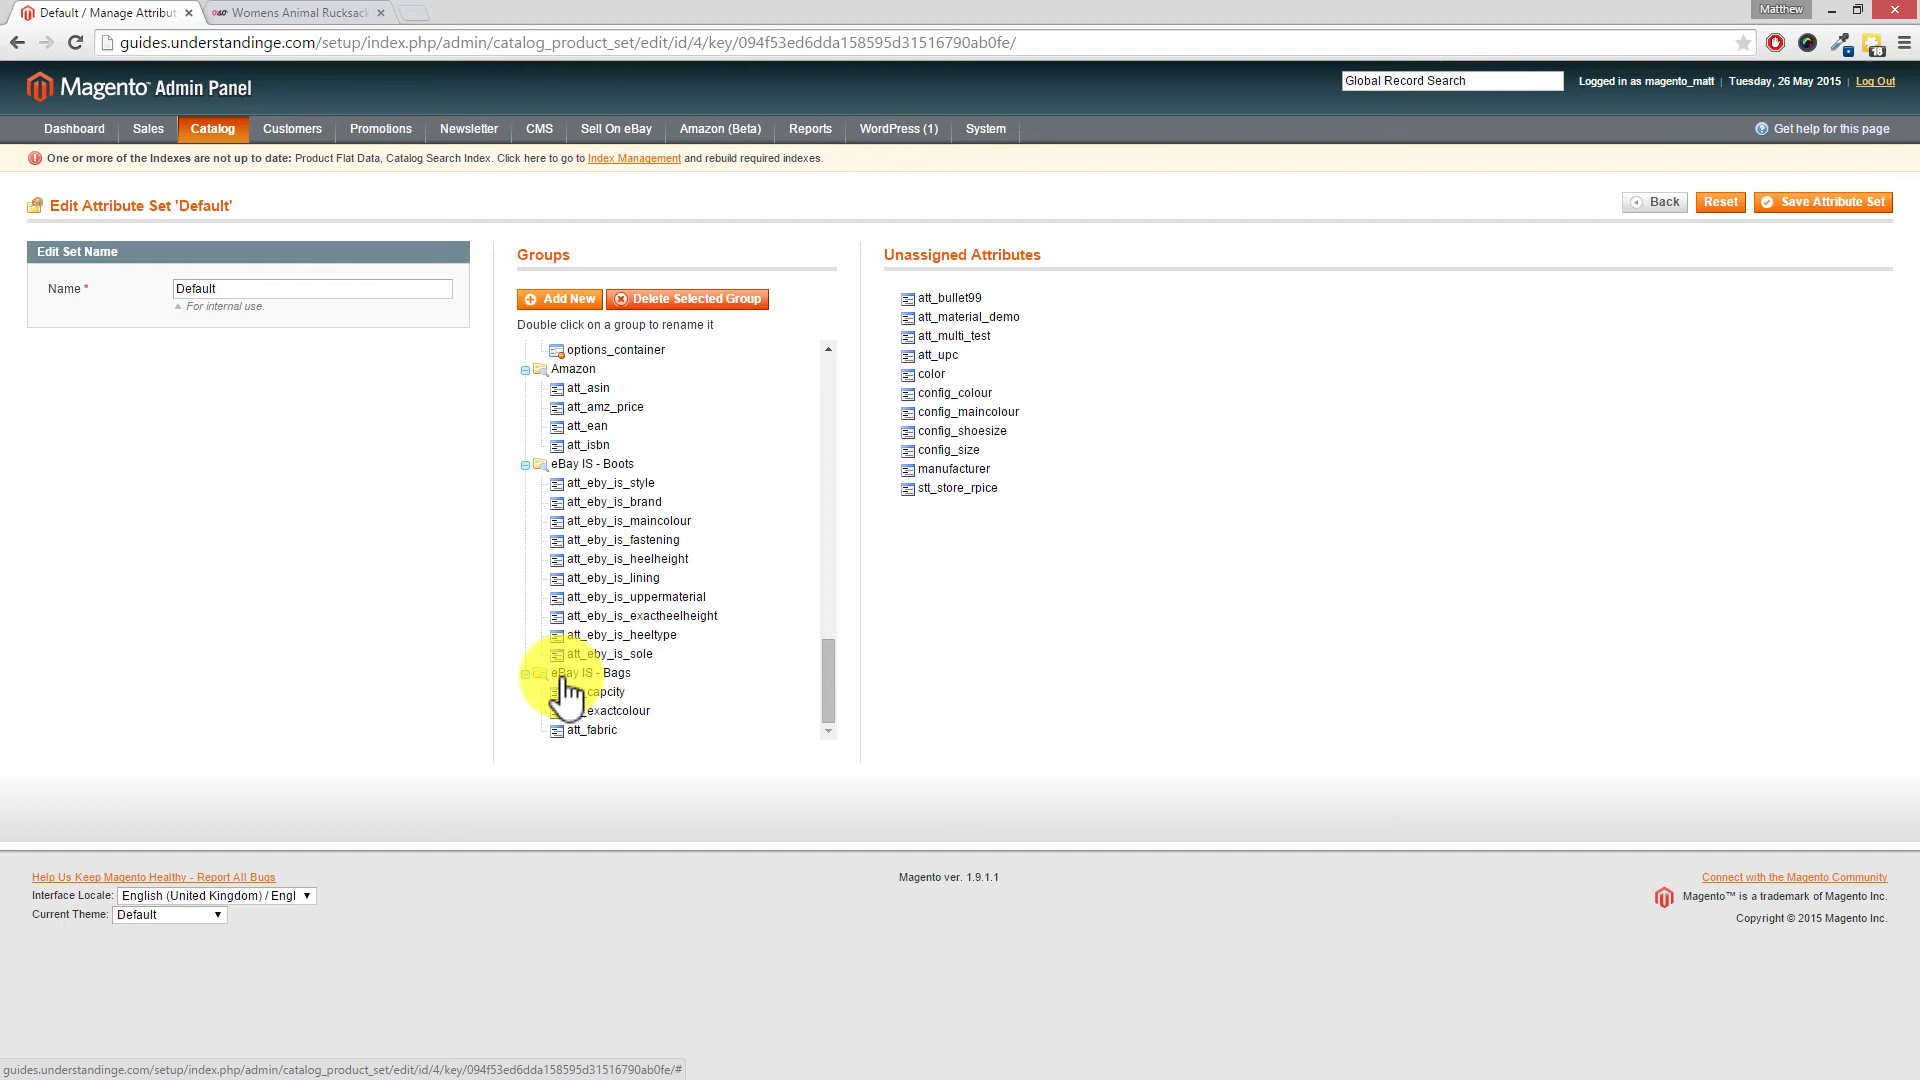 Default / Manage Attribut
Womens Animal Rucksack
Matthew
guides.understandinge.com/setup/index.php/admin/catalog_product_set/edit/id/4/key/094f53ed6dda158595d31516790ab0fe/
18
Magento™ Admin Panel
Global Record Search
Logged in as magento_matt | Tuesday, 26 May 2015 | Log Out
Dashboard Sales Catalog Customers Promotions Newsletter CMS Sell On eBay Amazon (Beta) Reports WordPress (1) System
Get help for this page
One or more of the Indexes are not up to date: Product Flat Data, Catalog Search Index. Click here to go to Index Management and rebuild required indexes.
Edit Attribute Set 'Default'
Back Reset Save Attribute Set
Edit Set Name
Name *
Default
For internal use.
Groups
Add New Delete Selected Group
Double click on a group to rename it
options_container
Amazon
att_asin
att_amz_price
att_ean
att_isbn
eBay IS - Boots
att_eby_is_style
att_eby_is_brand
att_eby_is_maincolour
att_eby_is_fastening
att_eby_is_heelheight
att_eby_is_lining
att_eby_is_uppermaterial
att_eby_is_exactheelheight
att_eby_is_heeltype
att_eby_is_sole
eBay IS - Bags
_capcity
exactcolour
att_fabric
Unassigned Attributes
att_bullet99
att_material_demo
att_multi_test
att_upc
color
config_colour
config_maincolour
config_shoesize
config_size
manufacturer
stt_store_rpice
Help Us Keep Magento Healthy - Report All Bugs
Interface Locale: English (United Kingdom) / Engl
Current Theme: Default
Magento ver. 1.9.1.1
Connect with the Magento Community
Magento™ is a trademark of Magento Inc.
Copyright © 2015 Magento Inc.
guides.understandinge.com/setup/index.php/admin/catalog_product_set/edit/id/4/key/094f53ed6dda158595d31516790ab0fe/#